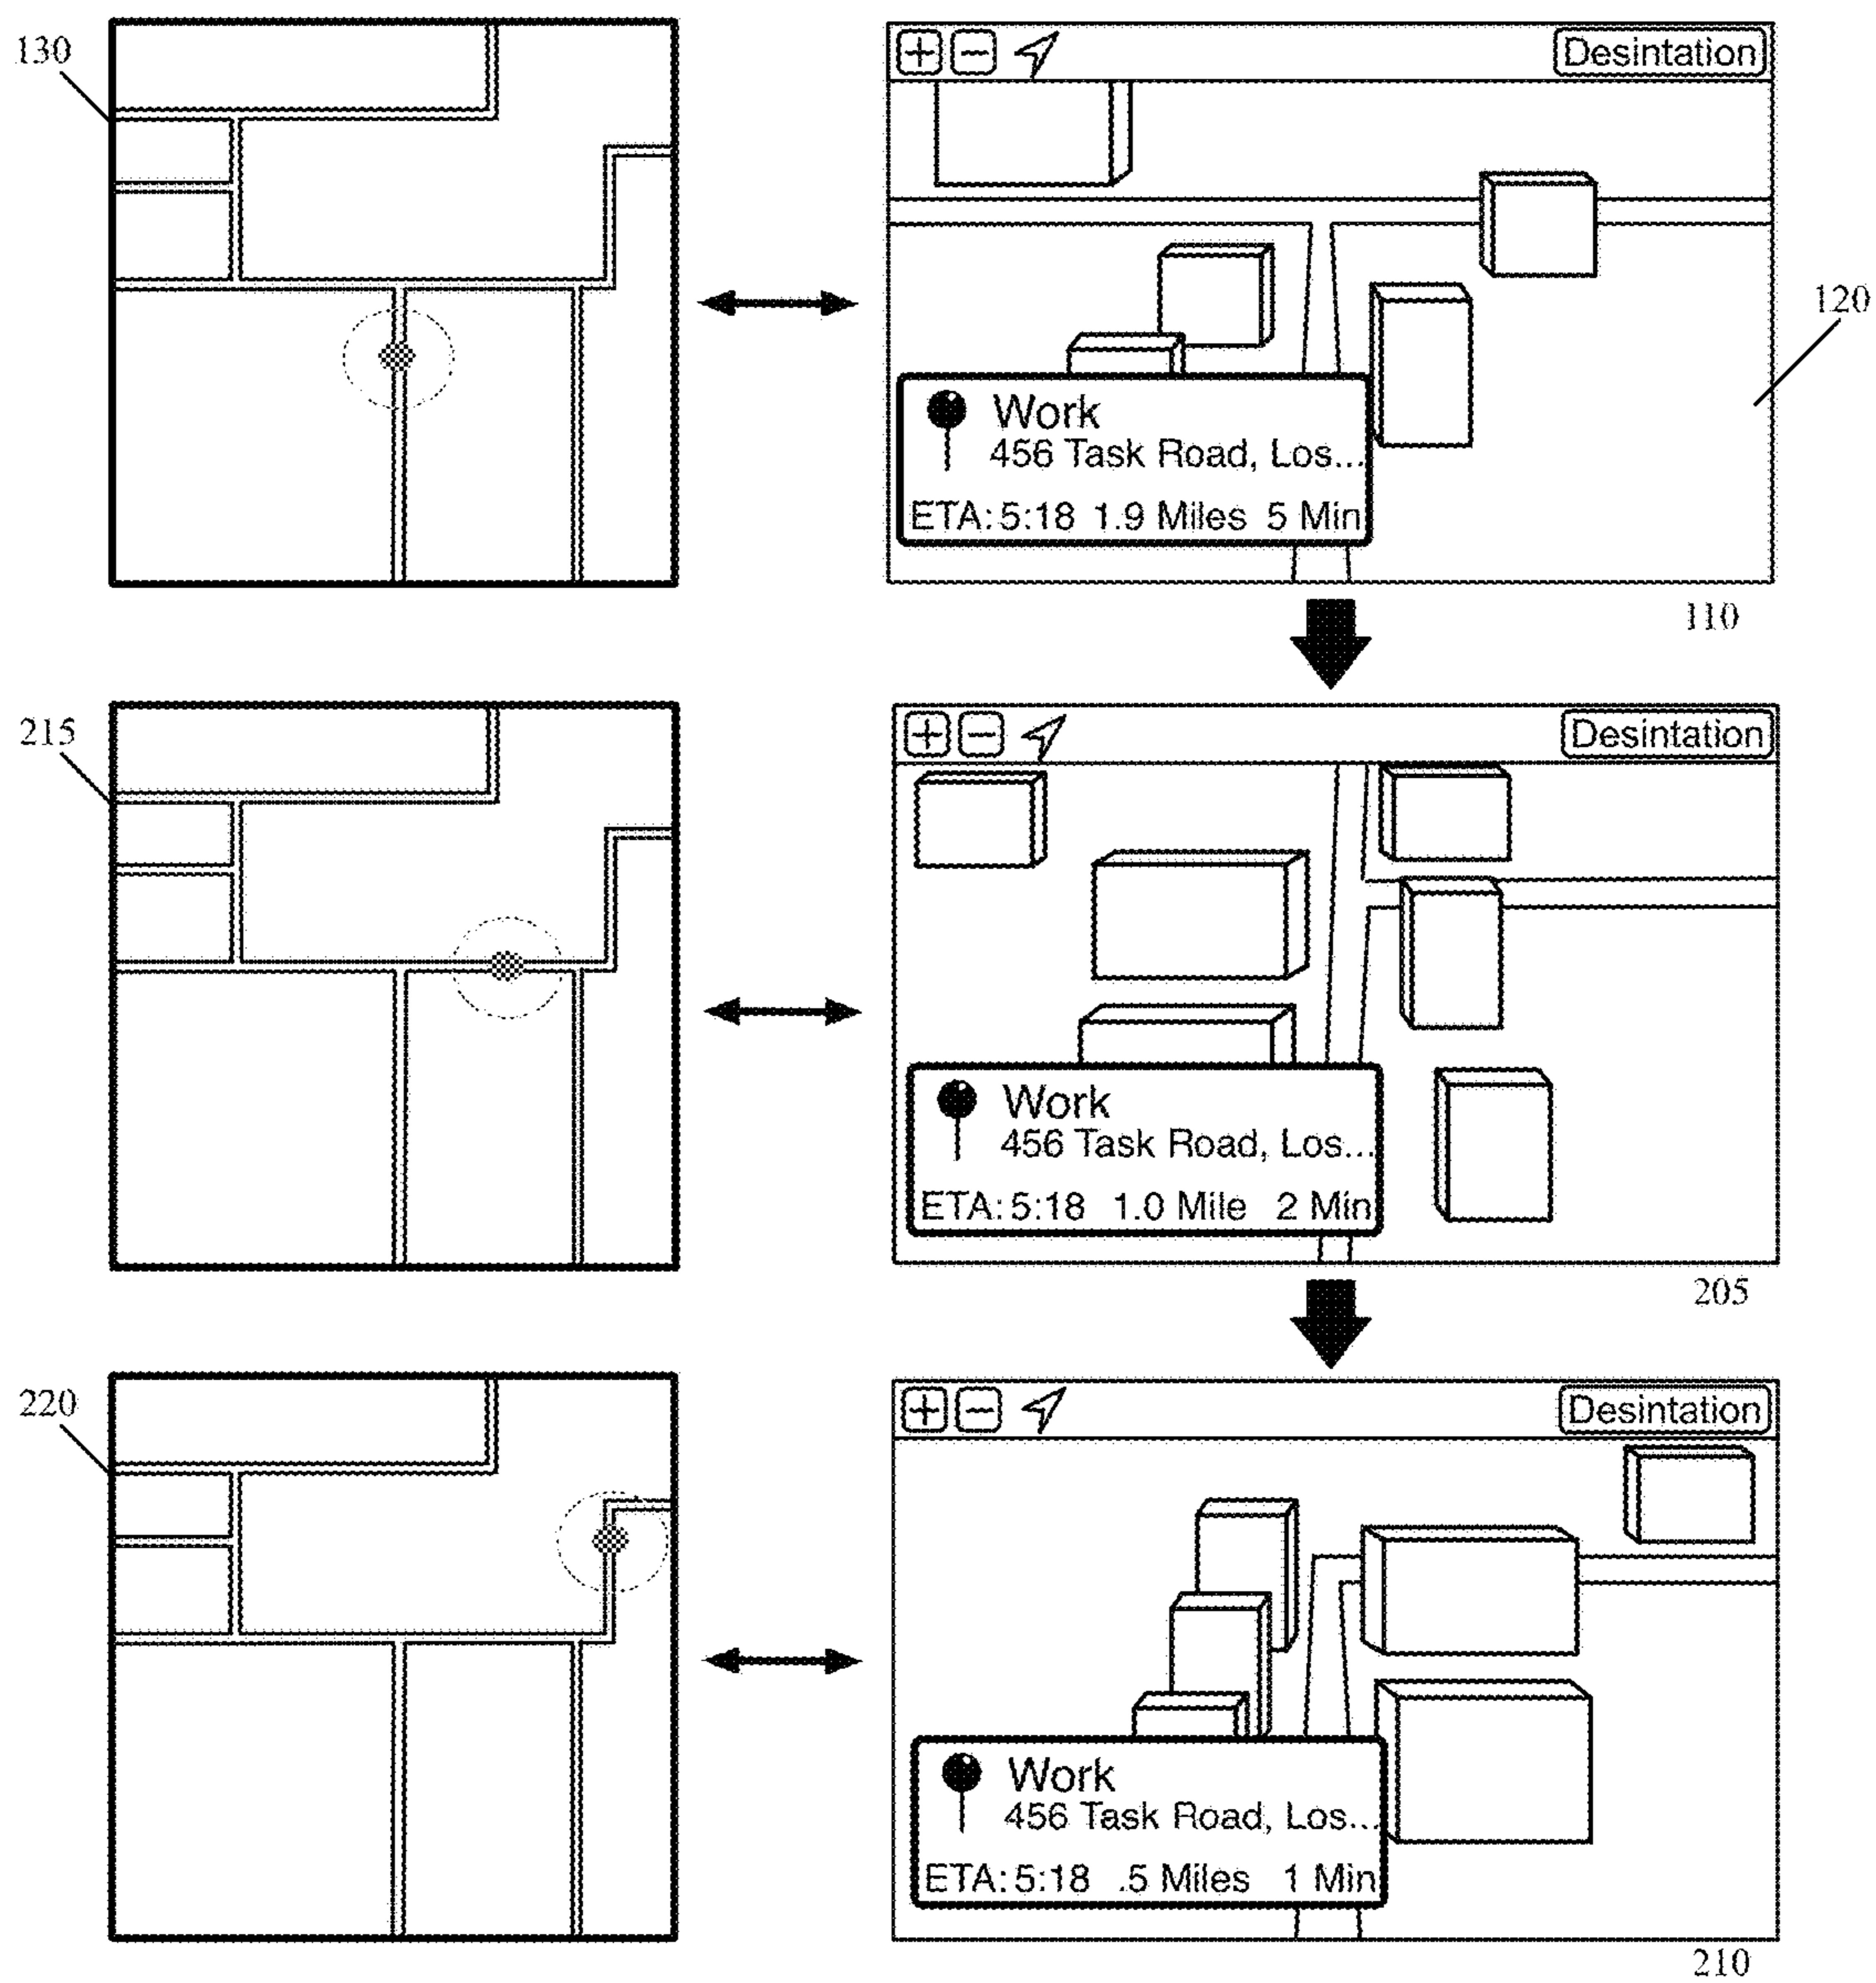 130
+ − Desintation
120
Work
456 Task Road, Los...
ETA: 5:18 1.9 Miles 5 Min
110
215
+ − Desintation
Work
456 Task Road, Los...
ETA: 5:18 1.0 Mile 2 Min
205
220
+ − Desintation
Work
456 Task Road, Los...
ETA: 5:18 .5 Miles 1 Min
210